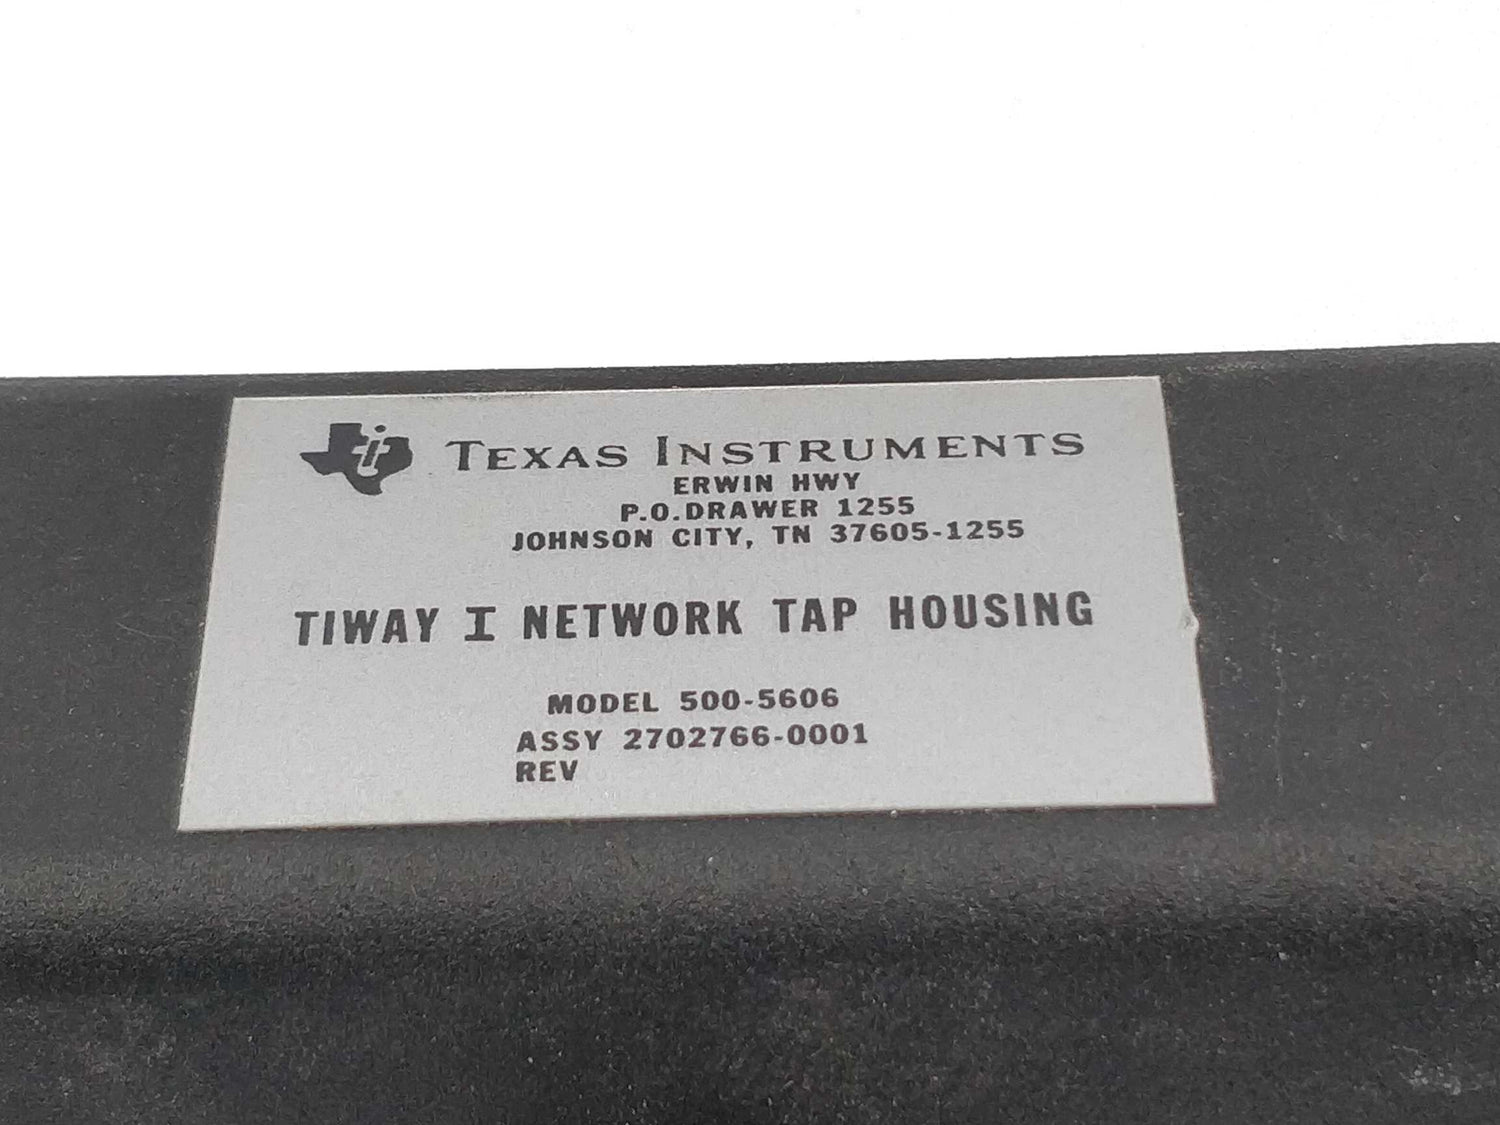 TEXAS INSTRUMENTS
ERWIN HWY
P.O.DRAWER 1255
JOHNSON CITY, TN 37605-1255
TIWAY I NETWORK TAP HOUSING
MODEL 500-5606
ASSY 2702766-0001
REV